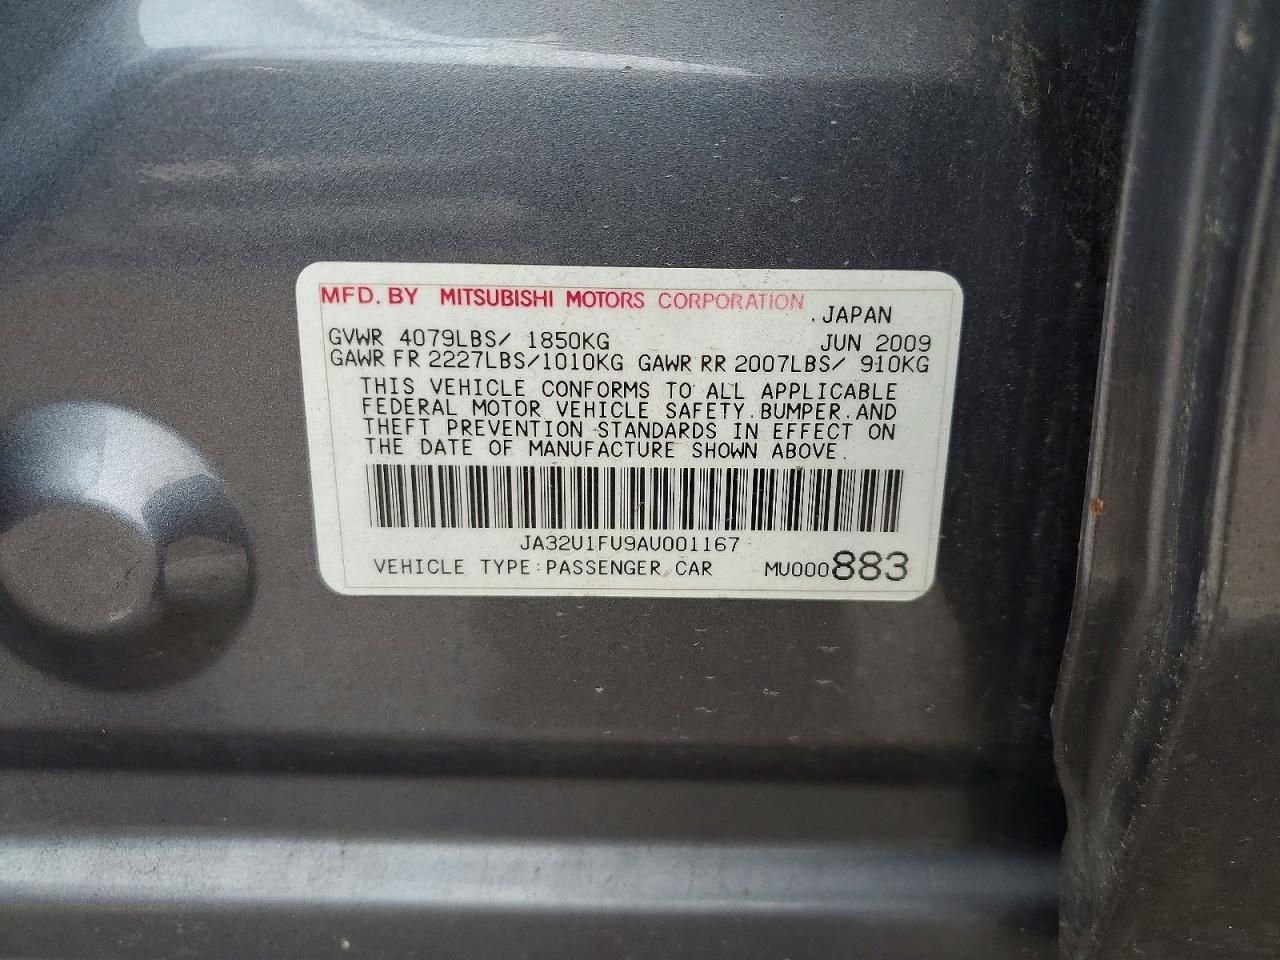 MFD. BY MITSUBISHI MOTORS CORPORATION
. JAPAN
GVWR 4079LBS/ 1850KG JUN 2009
GAWR FR 2227LBS/1010KG GAWR RR 2007LBS/ 910KG
THIS VEHICLE CONFORMS TO ALL APPLICABLE
FEDERAL MOTOR VEHICLE SAFETY. BUMPER. AND
THEFT PREVENTION STANDARDS IN EFFECT ON
THE DATE OF MANUFACTURE SHOWN ABOVE.
JA32U1FU9AU001167
VEHICLE TYPE:PASSENGER CAR MU000883